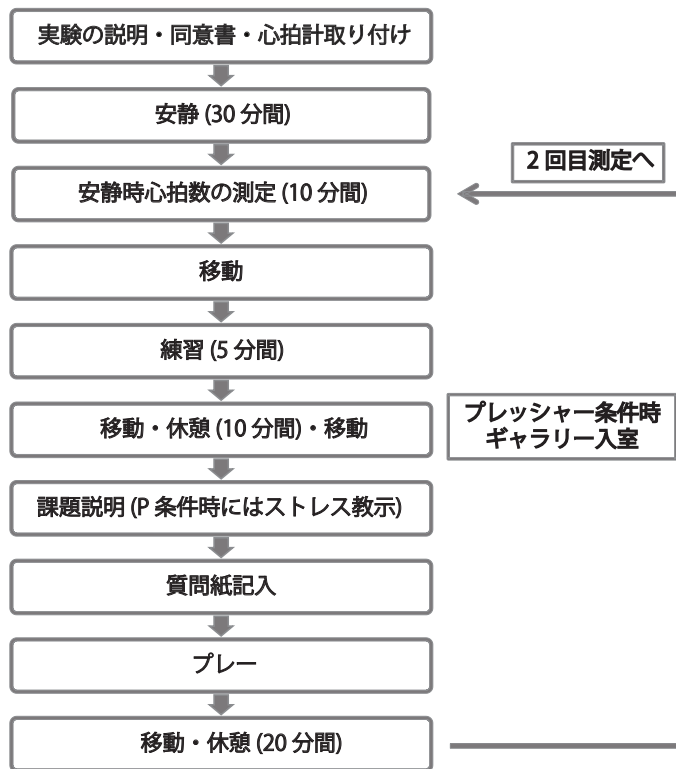 実験の説明・同意書・心拍計取り付け
安静 (30 分間)
2 回目測定へ
安静時心拍数の測定 (10 分間)
移動
練習 (5 分間)
移動・休憩 (10 分間)・移動
プレッシャー条件時
ギャラリー入室
課題説明 (P 条件時にはストレス教示)
質問紙記入
プレー
移動・休憩 (20 分間)